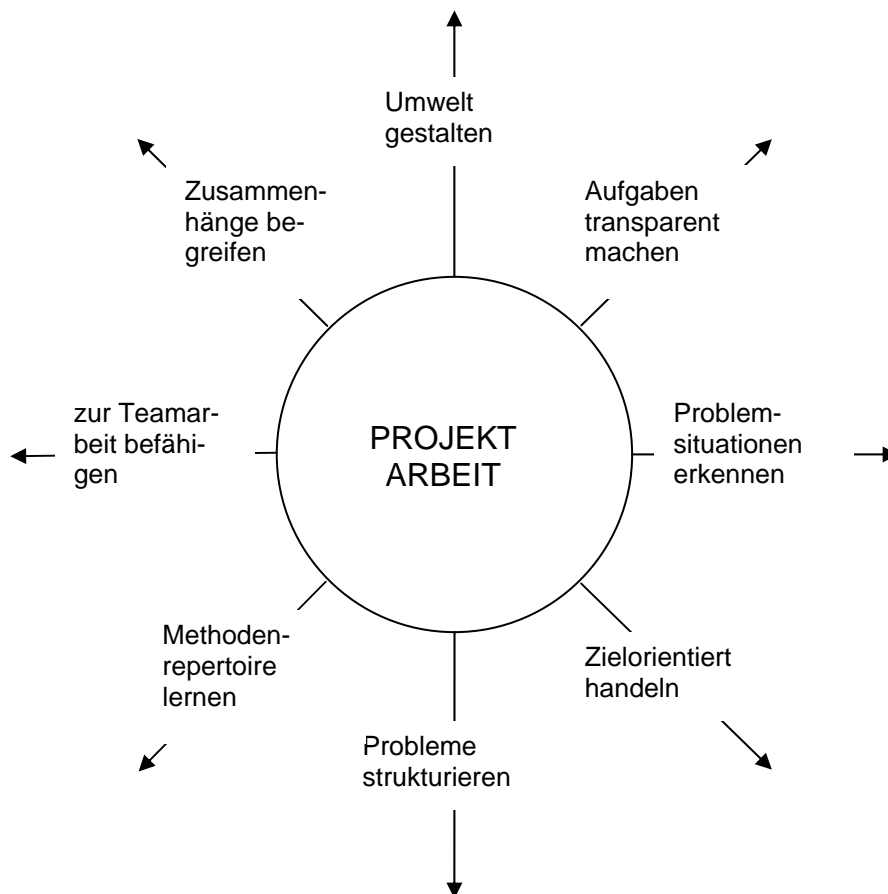 Umwelt
gestalten
Zusammen-
hänge be-
greifen
Aufgaben
transparent
machen
zur Teamar-
beit befähi-
gen
PROJEKT
ARBEIT
Problem-
situationen
erkennen
Methoden-
repertoire
lernen
Zielorientiert
handeln
Probleme
strukturieren